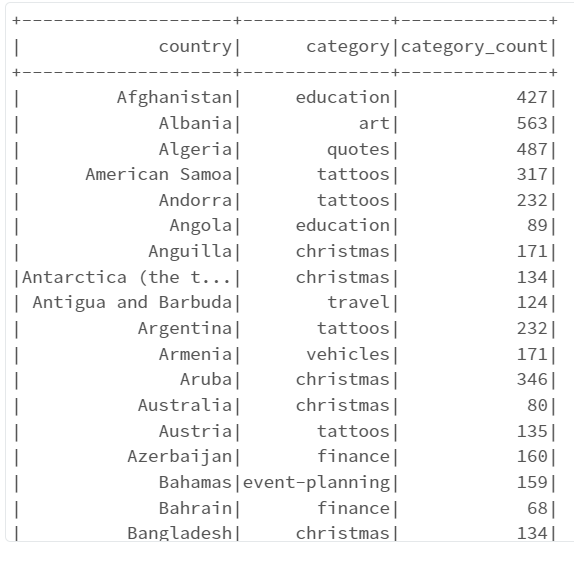 +--------------------+--------------+--------------+
|             country|      category|category_count|
+--------------------+--------------+--------------+
|         Afghanistan|     education|           427|
|             Albania|           art|           563|
|             Algeria|        quotes|           487|
|      American Samoa|       tattoos|           317|
|             Andorra|       tattoos|           232|
|              Angola|     education|            89|
|            Anguilla|     christmas|           171|
|Antarctica (the t...|     christmas|           134|
| Antigua and Barbuda|        travel|           124|
|           Argentina|       tattoos|           232|
|             Armenia|      vehicles|           171|
|               Aruba|     christmas|           346|
|           Australia|     christmas|            80|
|             Austria|       tattoos|           135|
|          Azerbaijan|       finance|           160|
|             Bahamas|event-planning|           159|
|             Bahrain|       finance|            68|
|          Bangladesh|     christmas|           134|